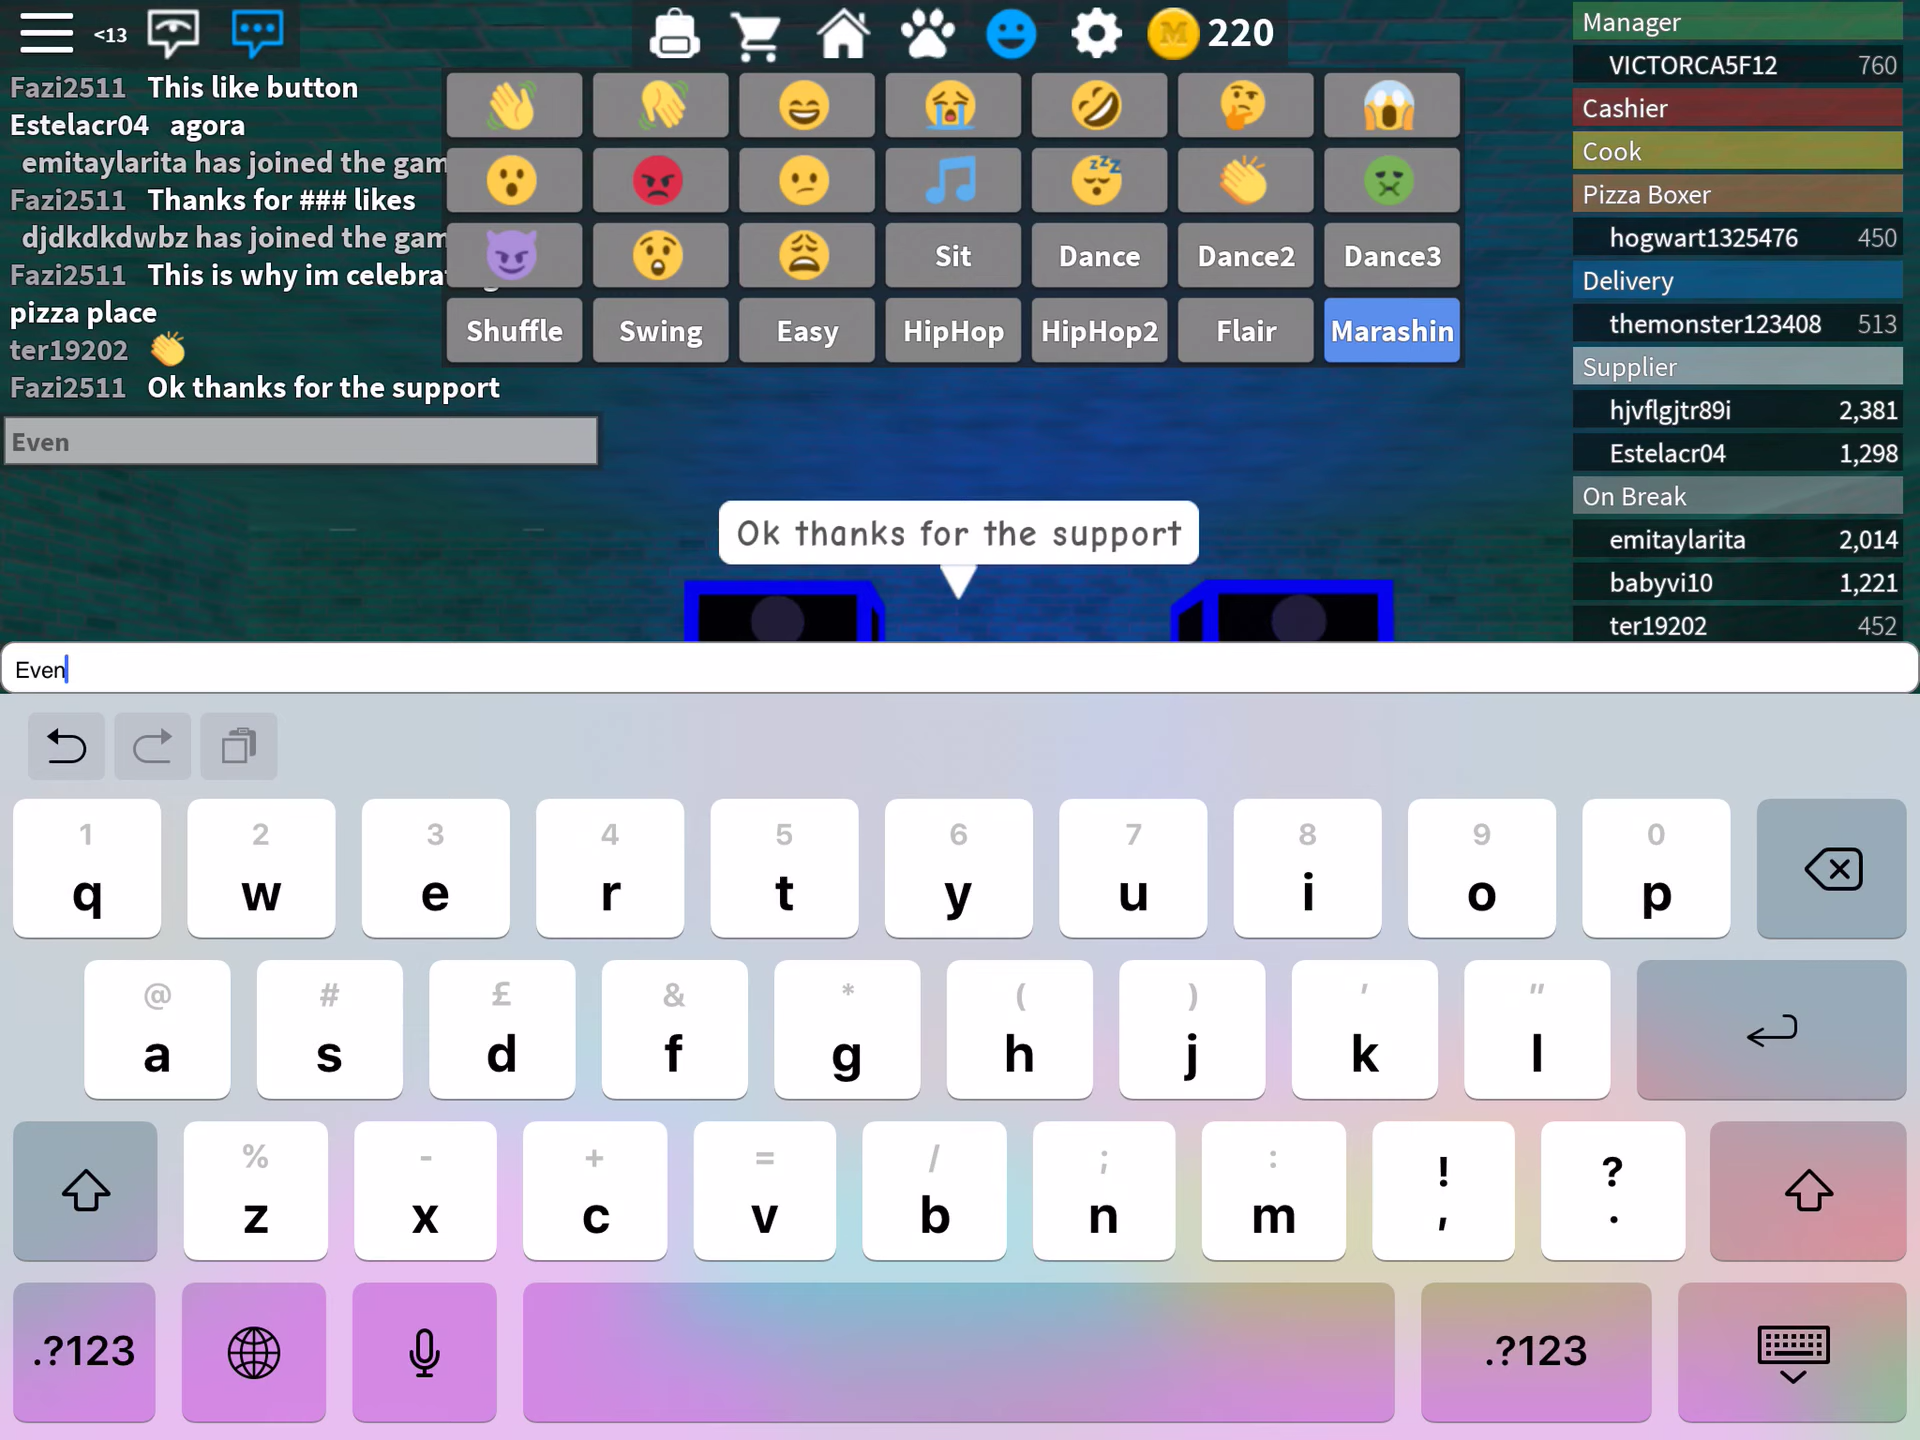 <13
220
Fazi2511 This like button
Estelacr04 agora
emitaylarita has joined the gam
Fazi2511 Thanks for ### likes
djdkdkdwbz has joined the gam
Fazi2511 This is why im celebra
pizza place
ter19202 👏
Fazi2511 Ok thanks for the support
Even
Sit Dance Dance2 Dance3
Shuffle Swing Easy HipHop HipHop2 Flair Marashin
Manager
VICTORCA5F12 760
Cashier
Cook
Pizza Boxer
hogwart1325476 450
Delivery
themonster123408 513
Supplier
hjvflgjtr89i 2,381
Estelacr04 1,298
On Break
emitaylarita 2,014
babyvi10 1,221
ter19202 452
Ok thanks for the support
Even
1 2 3 4 5 6 7 8 9 0
q w e r t y u i o p
@ # £ & * ( ) ' "
a s d f g h j k l
% - + = / ; : ! ?
z x c v b n m , .
.?123 .?123